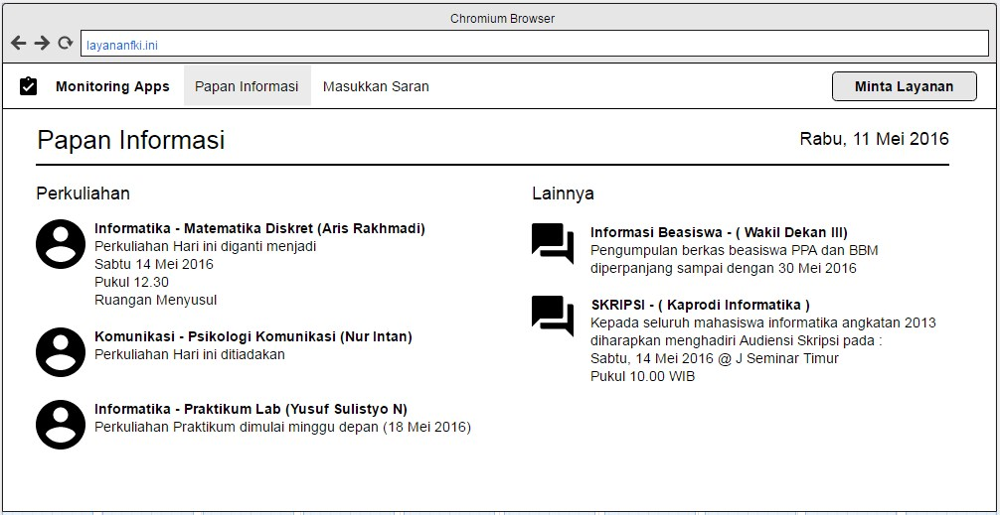 Chromium Browser
layananfki.ini
Monitoring Apps
Papan Informasi
Masukkan Saran
Minta Layanan
Papan Informasi
Rabu, 11 Mei 2016
Perkuliahan
Informatika - Matematika Diskret (Aris Rakhmadi)
Perkuliahan Hari ini diganti menjadi
Sabtu 14 Mei 2016
Pukul 12.30
Ruangan Menyusul
Komunikasi - Psikologi Komunikasi (Nur Intan)
Perkuliahan Hari ini ditiadakan
Informatika - Praktikum Lab (Yusuf Sulistyo N)
Perkuliahan Praktikum dimulai minggu depan (18 Mei 2016)
Lainnya
Informasi Beasiswa - ( Wakil Dekan III)
Pengumpulan berkas beasiswa PPA dan BBM
diperpanjang sampai dengan 30 Mei 2016
SKRIPSI - ( Kaprodi Informatika )
Kepada seluruh mahasiswa informatika angkatan 2013
diharapkan menghadiri Audiensi Skripsi pada :
Sabtu, 14 Mei 2016 @ J Seminar Timur
Pukul 10.00 WIB